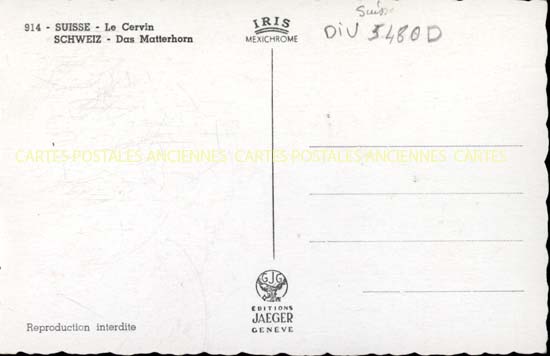 914 - SUISSE - Le Cervin
SCHWEIZ - Das Matterhorn
IRIS
MEXICHROME
Suisse
DiV 5480D
CARTES POSTALES ANCIENNES CARTES POSTALES ANCIENNES CARTES
GJG
EDITIONS
JAEGER
GENEVE
Reproduction interdite